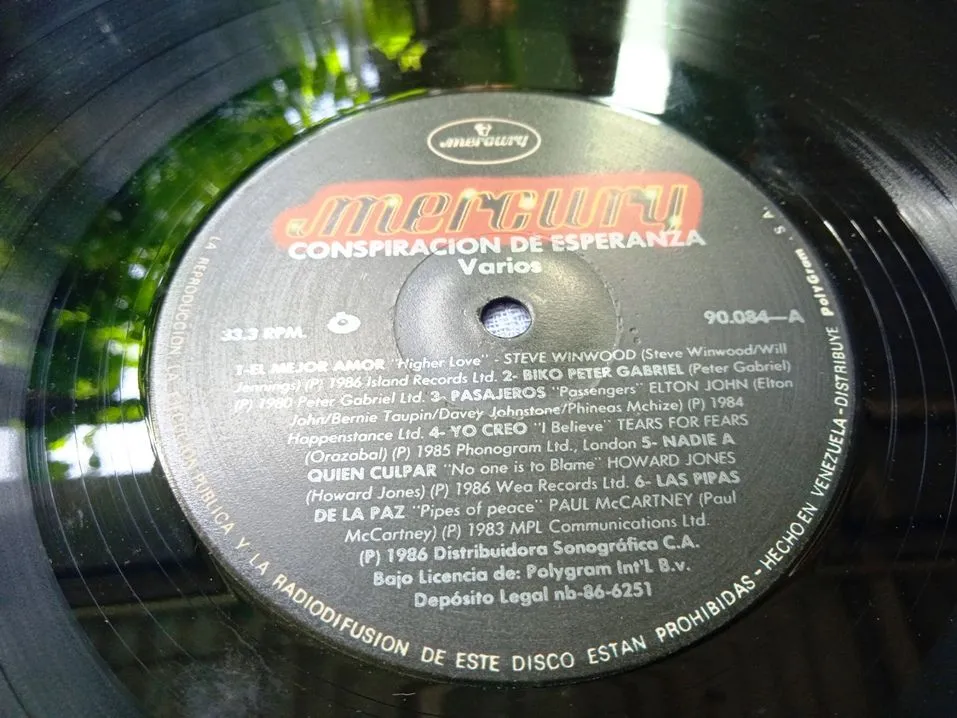 mercury
mercury
CONSPIRACION DE ESPERANZA
Varios
33.3 RPM.
90.084—A
1-EL MEJOR AMOR "Higher Love" - STEVE WINWOOD (Steve Winwood/Will
Jennings) (P) 1986 Island Records Ltd. 2- BIKO PETER GABRIEL (Peter Gabriel)
(P) 1980 Peter Gabriel Ltd. 3- PASAJEROS "Passengers" ELTON JOHN (Elton
John/Bernie Taupin/Davey Johnstone/Phineas Mchize) (P) 1984
Happenstance Ltd. 4- YO CREO "I Believe" TEARS FOR FEARS
(Orazabal) (P) 1985 Phonogram Ltd., London 5- NADIE A
QUIEN CULPAR "No one is to Blame" HOWARD JONES
(Howard Jones) (P) 1986 Wea Records Ltd. 6- LAS PIPAS
DE LA PAZ "Pipes of peace" PAUL McCARTNEY (Paul
McCartney) (P) 1983 MPL Communications Ltd.
(P) 1986 Distribuidora Sonográfica C.A.
Bajo Licencia de: Polygram Int'L B.v.
Depósito Legal nb-86-6251
LA REPRODUCCION, LA PUBLICA Y LA RADIODIFUSION DE ESTE DISCO ESTAN PROHIBIDAS - HECHO EN VENEZUELA - DISTRIBUYE PolyGram. S A